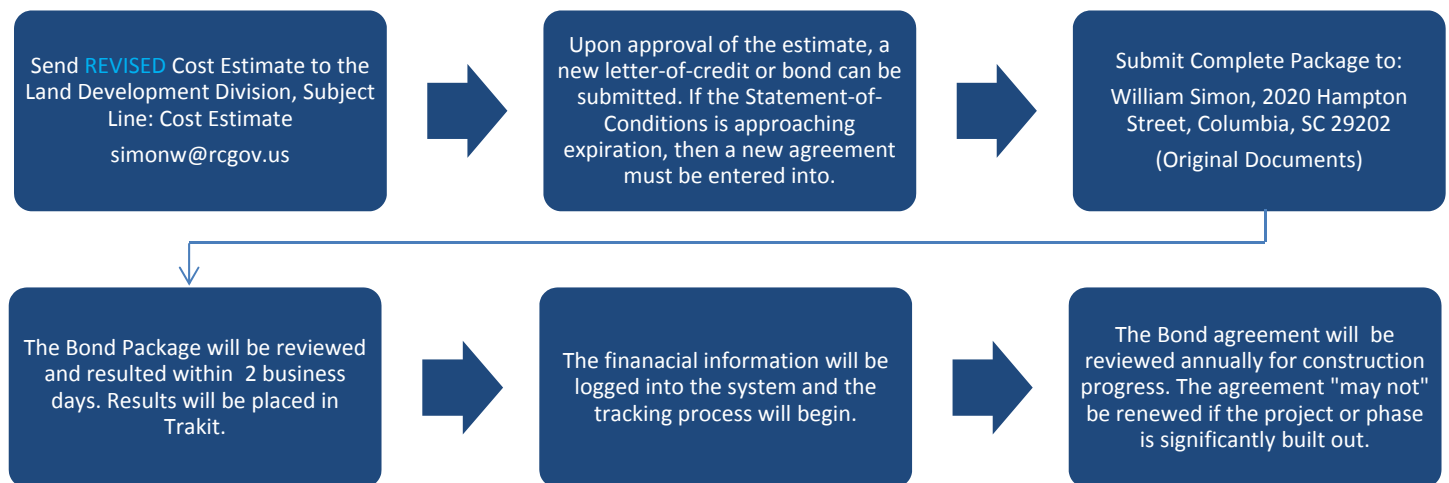 Send REVISED Cost Estimate to the
Land Development Division, Subject
Line: Cost Estimate
simonw@rcgov.us
Upon approval of the estimate, a
new letter-of-credit or bond can be
submitted. If the Statement-of-
Conditions is approaching
expiration, then a new agreement
must be entered into.
Submit Complete Package to:
William Simon, 2020 Hampton
Street, Columbia, SC 29202
(Original Documents)
The Bond Package will be reviewed
and resulted within 2 business
days. Results will be placed in
Trakit.
The finanacial information will be
logged into the system and the
tracking process will begin.
The Bond agreement will be
reviewed annually for construction
progress. The agreement "may not"
be renewed if the project or phase
is significantly built out.